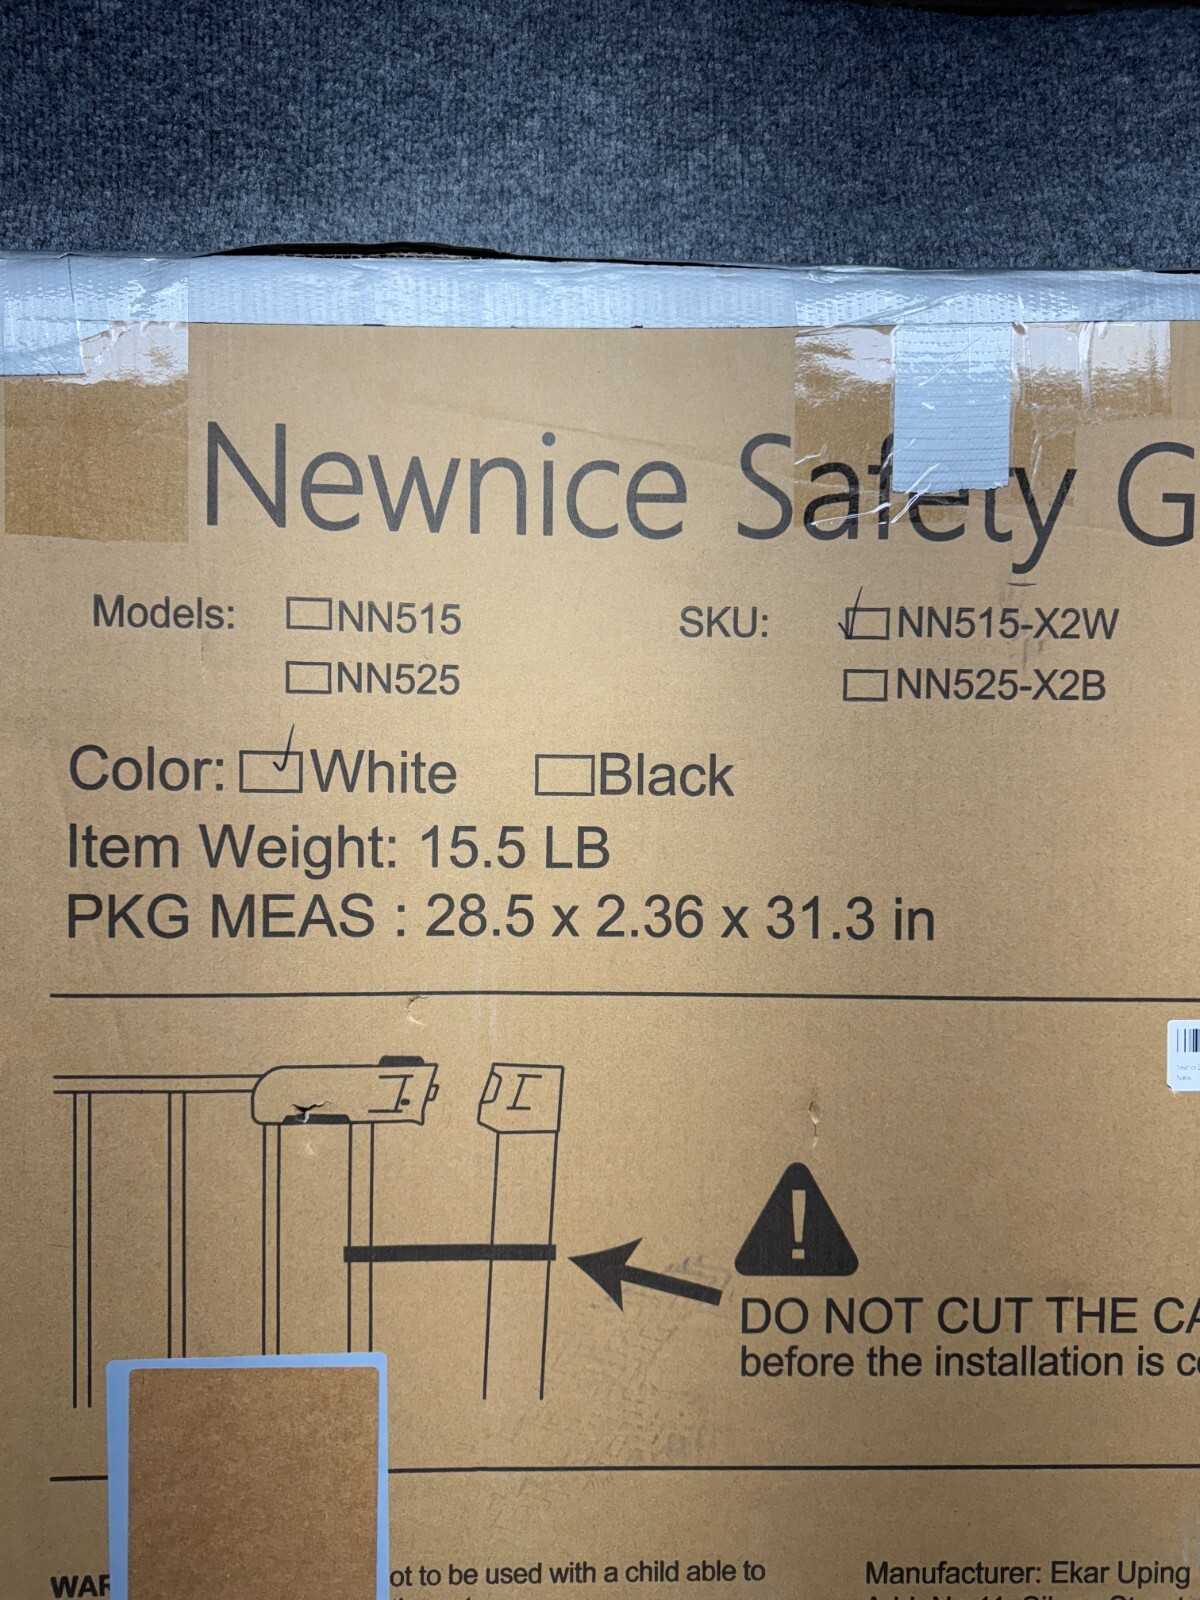 Newnice Safety G
Models: NN515 SKU: NN515-X2W
NN525 NN525-X2B
Color: White Black
Item Weight: 15.5 LB
PKG MEAS : 28.5 x 2.36 x 31.3 in
!
DO NOT CUT THE CA
before the installation is c
WAR ot to be used with a child able to Manufacturer: Ekar Uping